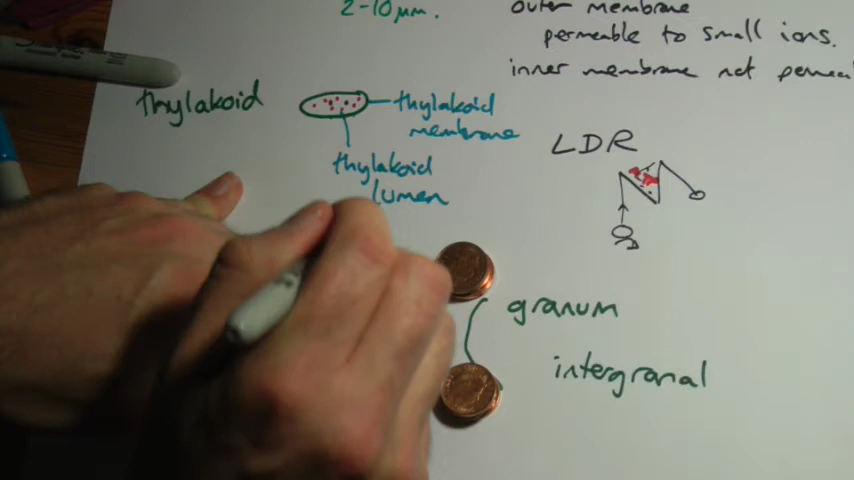 2-10μm.
outer membrane
permeable to small ions.
inner membrane not
thylakoid
thylakoid
membrane
thylakoid
lumen
LDR
granum
intergranal